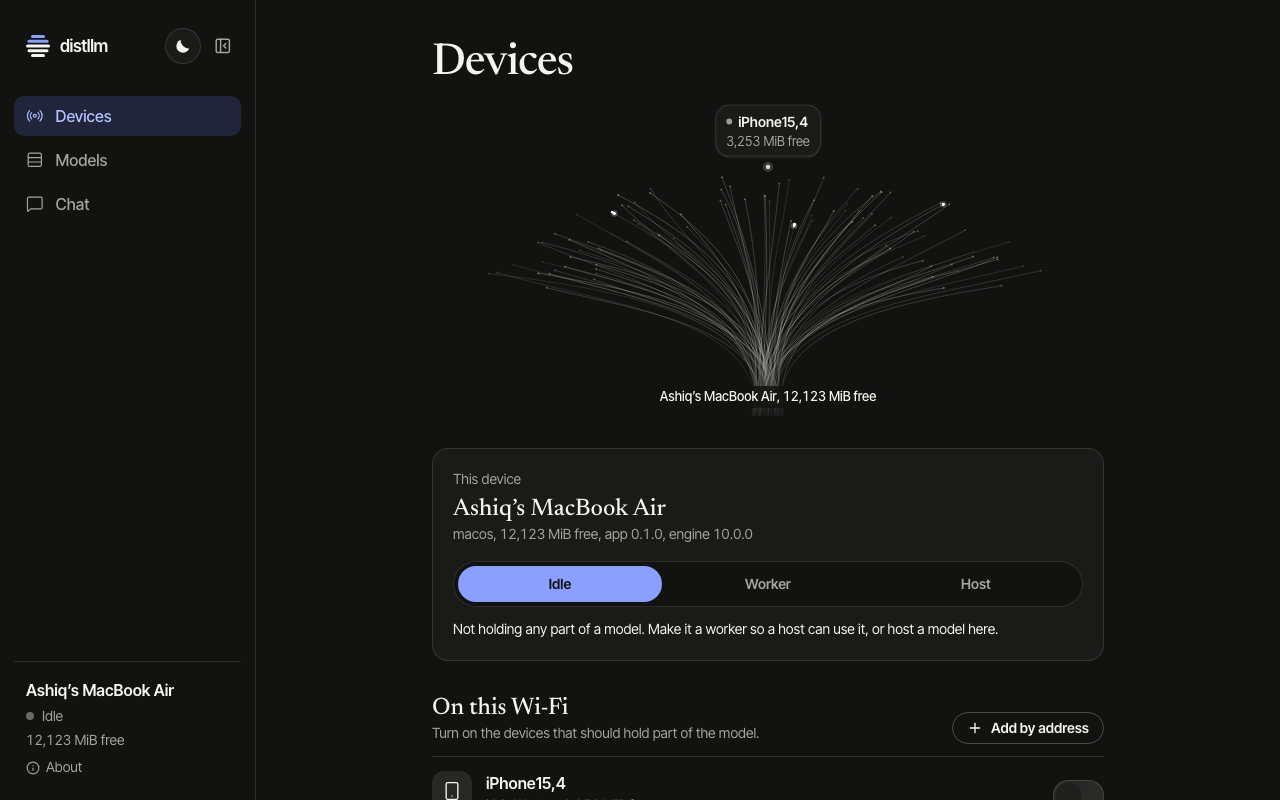 distllm
Devices
Models
Chat
Devices
iPhone15,4
3,253 MiB free
Ashiq’s MacBook Air, 12,123 MiB free
This device
Ashiq’s MacBook Air
macos, 12,123 MiB free, app 0.1.0, engine 10.0.0
Idle
Worker
Host
Not holding any part of a model. Make it a worker so a host can use it, or host a model here.
On this Wi-Fi
Turn on the devices that should hold part of the model.
Add by address
iPhone15,4
Ashiq’s MacBook Air
Idle
12,123 MiB free
About